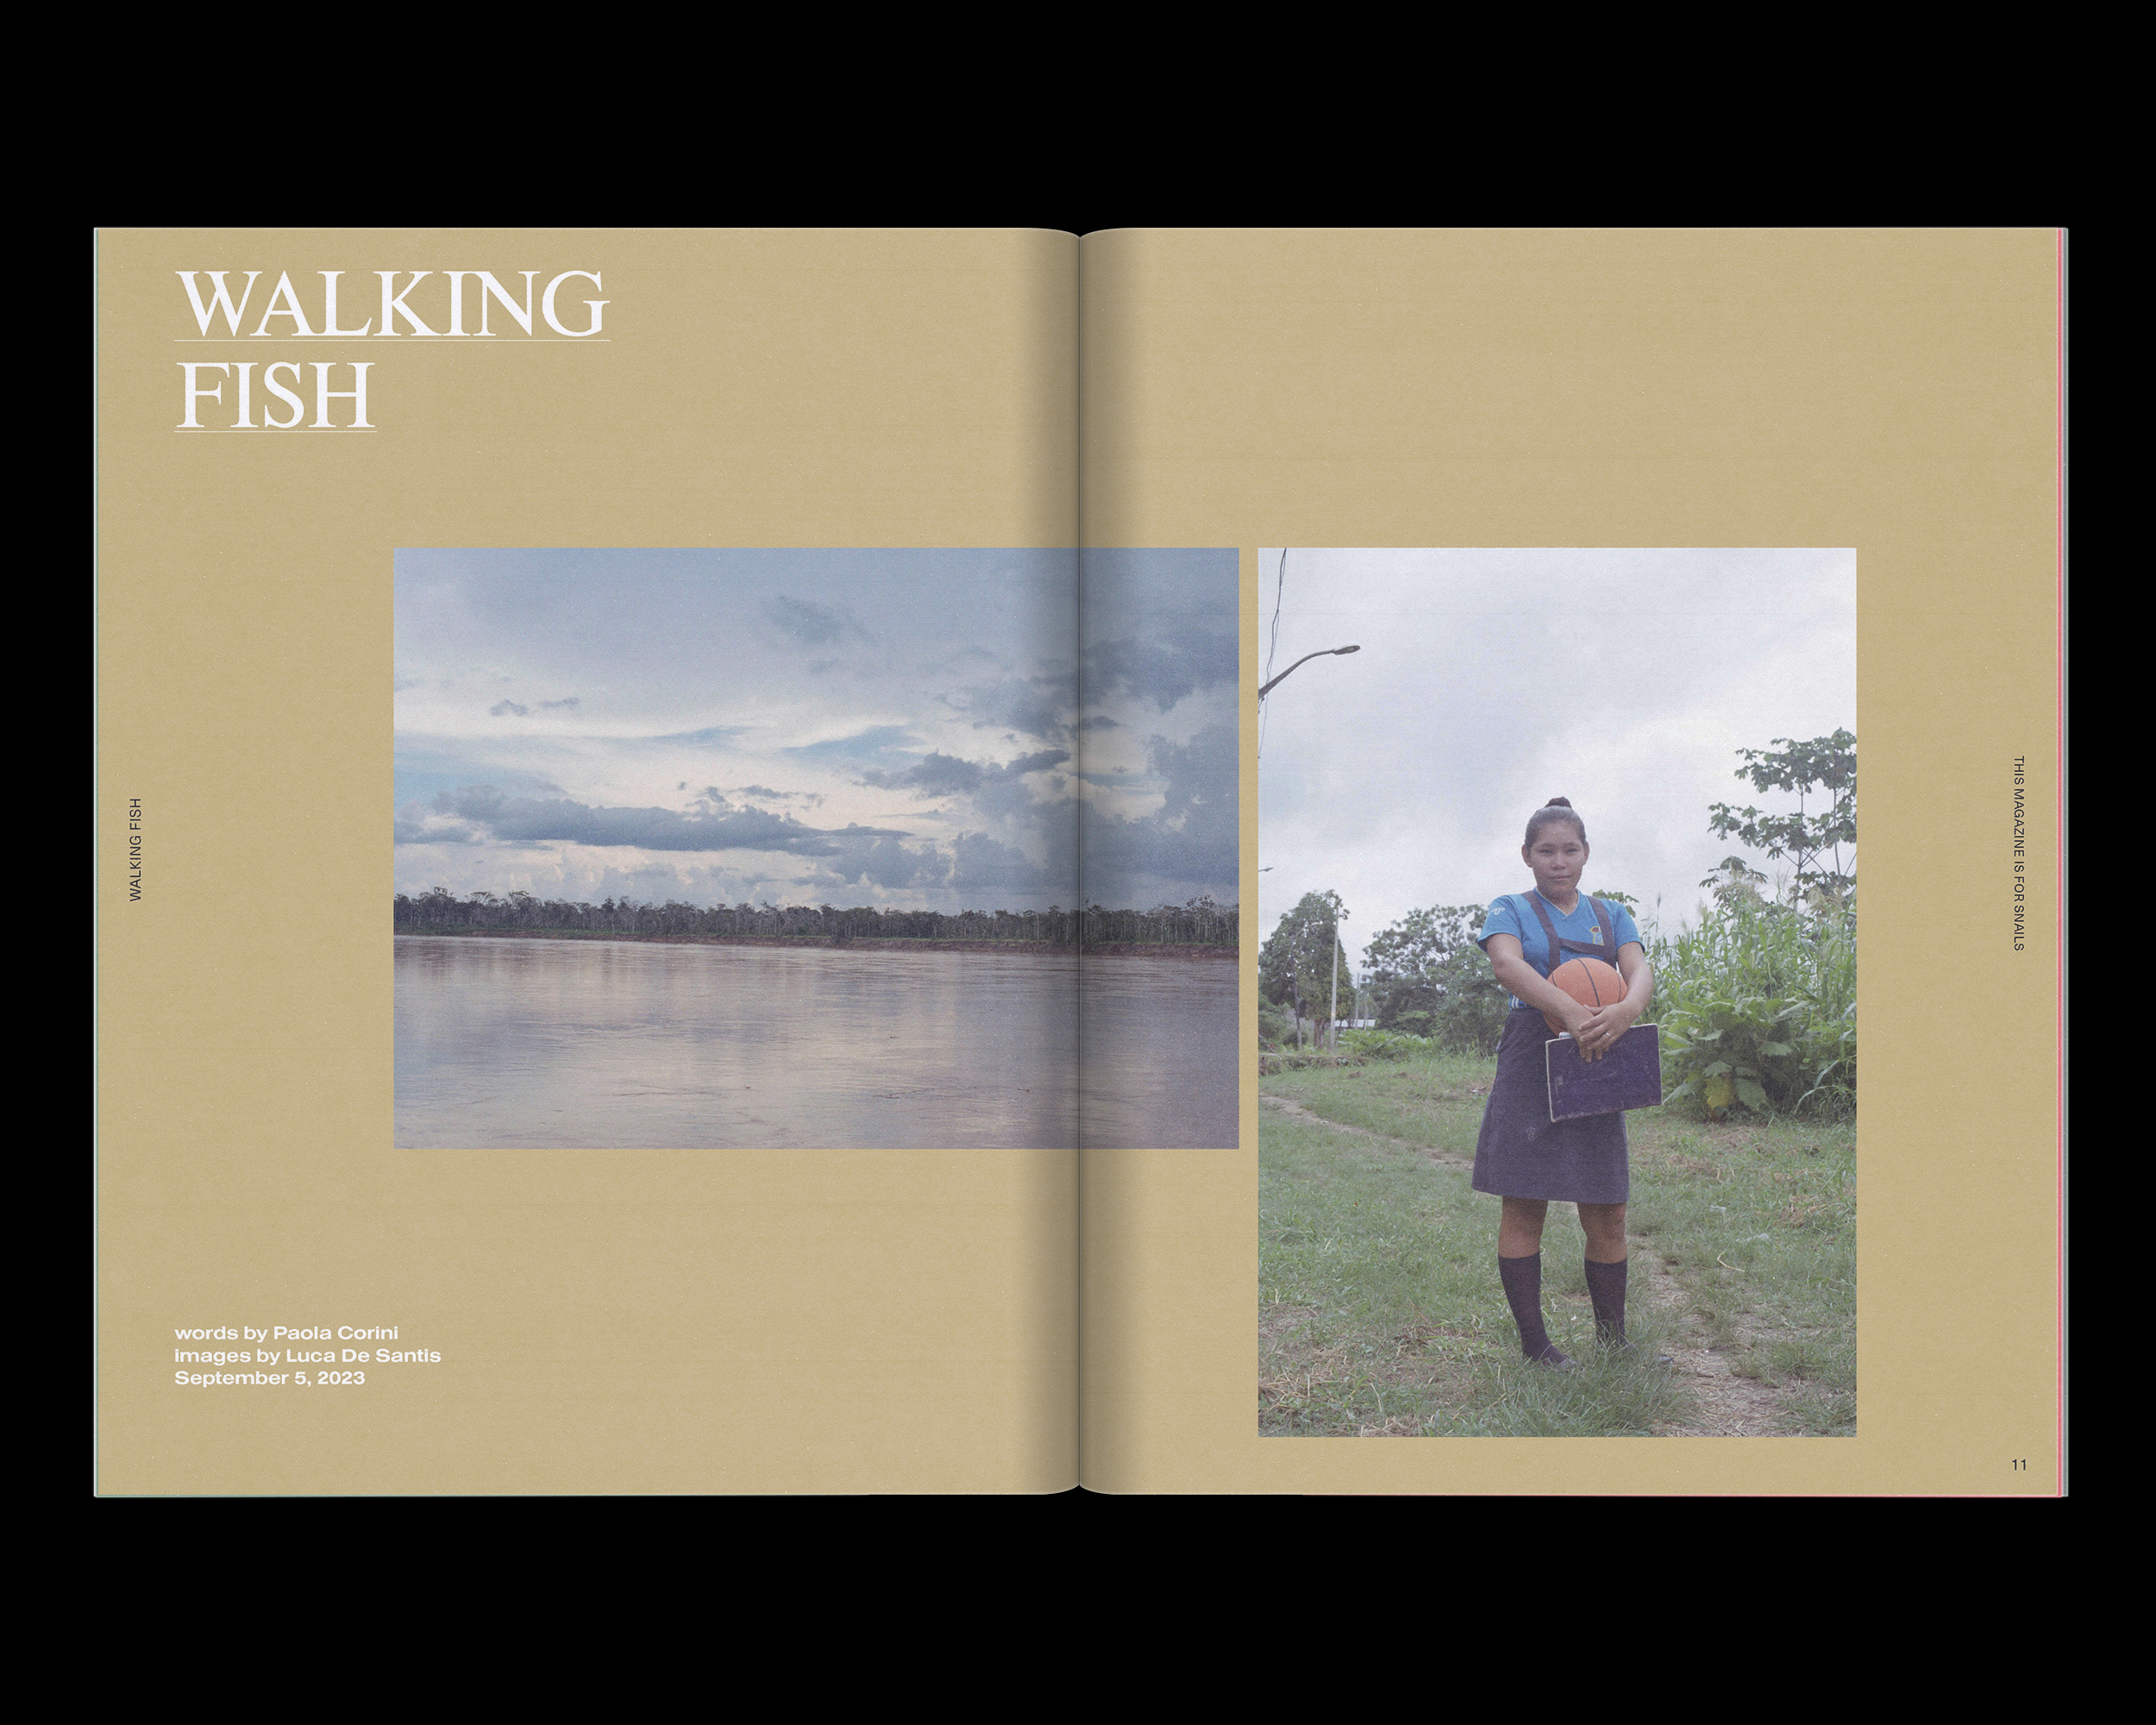 WALKING
FISH
WALKING FISH
words by Paola Corini
images by Luca De Santis
September 5, 2023
THIS MAGAZINE IS FOR SNAILS
11